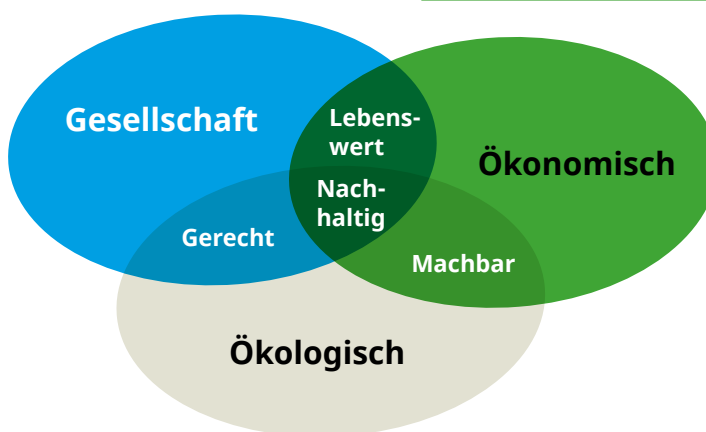 Gesellschaft
Lebens-
wert
Ökonomisch
Nach-
haltig
Gerecht
Machbar
Ökologisch